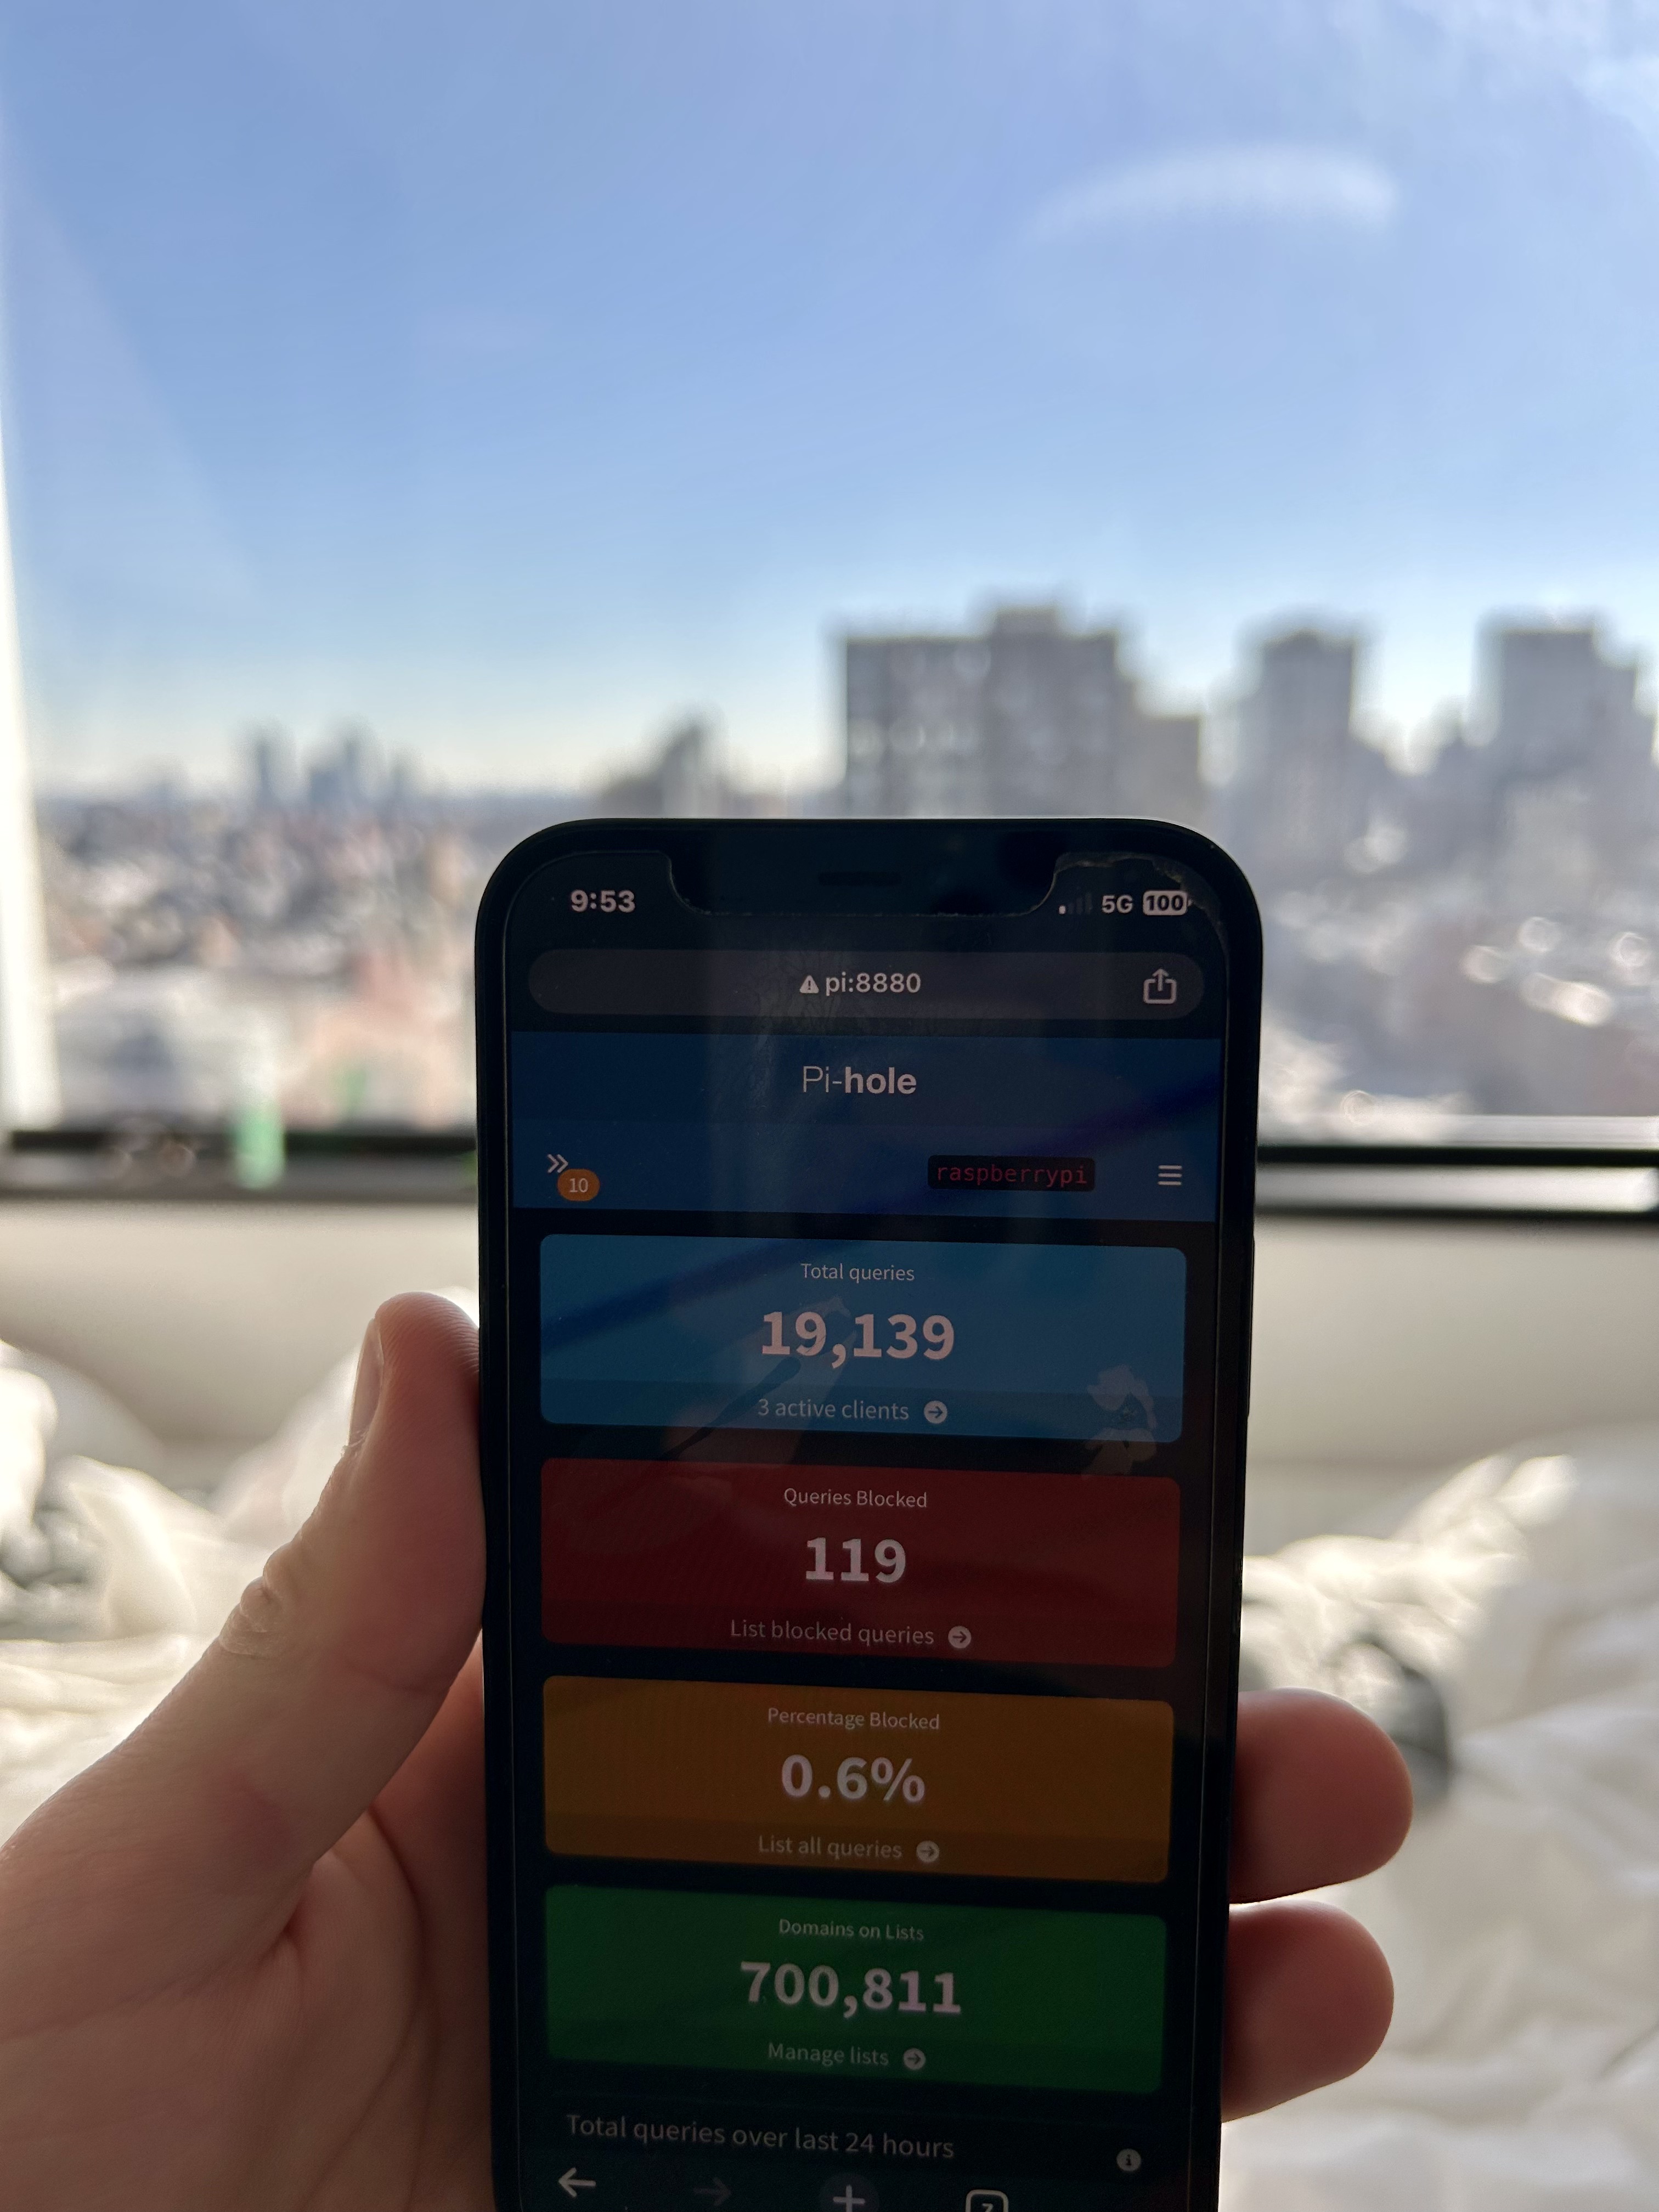 9:53 5G 100
pi:8880
Pi-hole
10 raspberrypi
Total queries
19,139
3 active clients
Queries Blocked
119
List blocked queries
Percentage Blocked
0.6%
List all queries
Domains on Lists
700,811
Manage lists
Total queries over last 24 hours